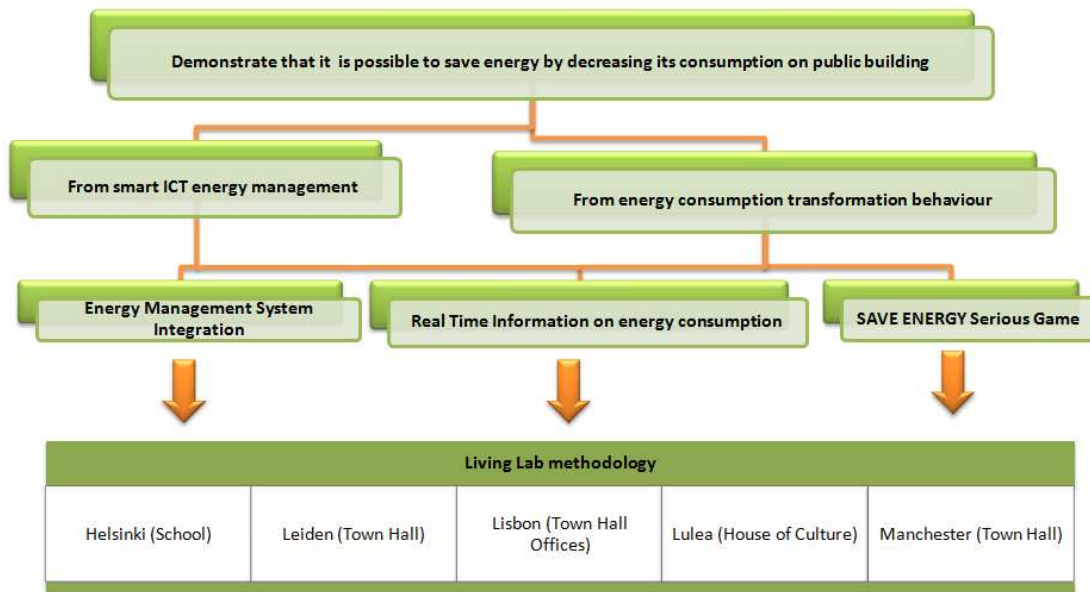 Demonstrate that it is possible to save energy by decreasing its consumption on public building
From smart ICT energy management
From energy consumption transformation behaviour
Energy Management System
Integration
Real Time Information on energy consumption
SAVE ENERGY Serious Game
Living Lab methodology
Helsinki (School)
Leiden (Town Hall)
Lisbon (Town Hall
Offices)
Lulea (House of Culture)
Manchester (Town Hall)